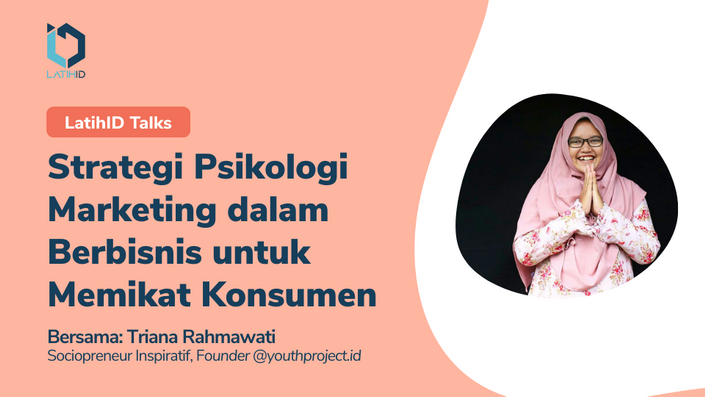 LATIHID
LatihID Talks
Strategi Psikologi
Marketing dalam
Berbisnis untuk
Memikat Konsumen
Bersama: Triana Rahmawati
Sociopreneur Inspiratif, Founder @youthproject.id